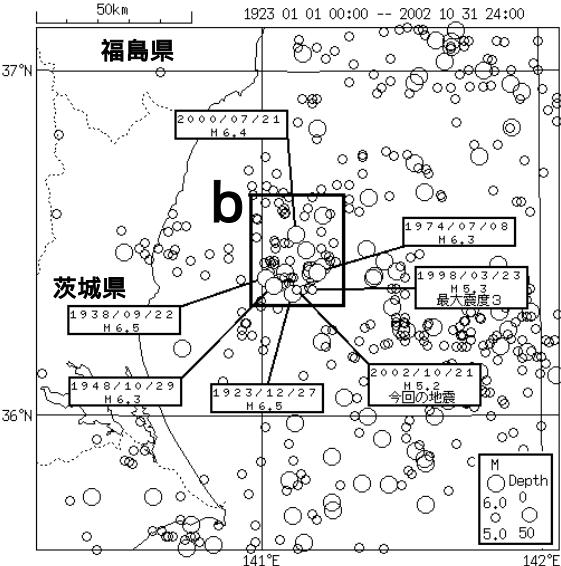 50km
1923 01 01 00:00 -- 2002 10 31 24:00
福島県
37°N
2000/07/21
M6.4
b
1974/07/08
M6.3
1998/03/23
M5.3
最大震度3
茨城県
1938/09/22
M6.5
1948/10/29
M6.3
1923/12/27
M6.5
2002/10/21
M5.2
今回の地震
36°N
M
Depth
6.0 0
5.0 50
141°E
142°E